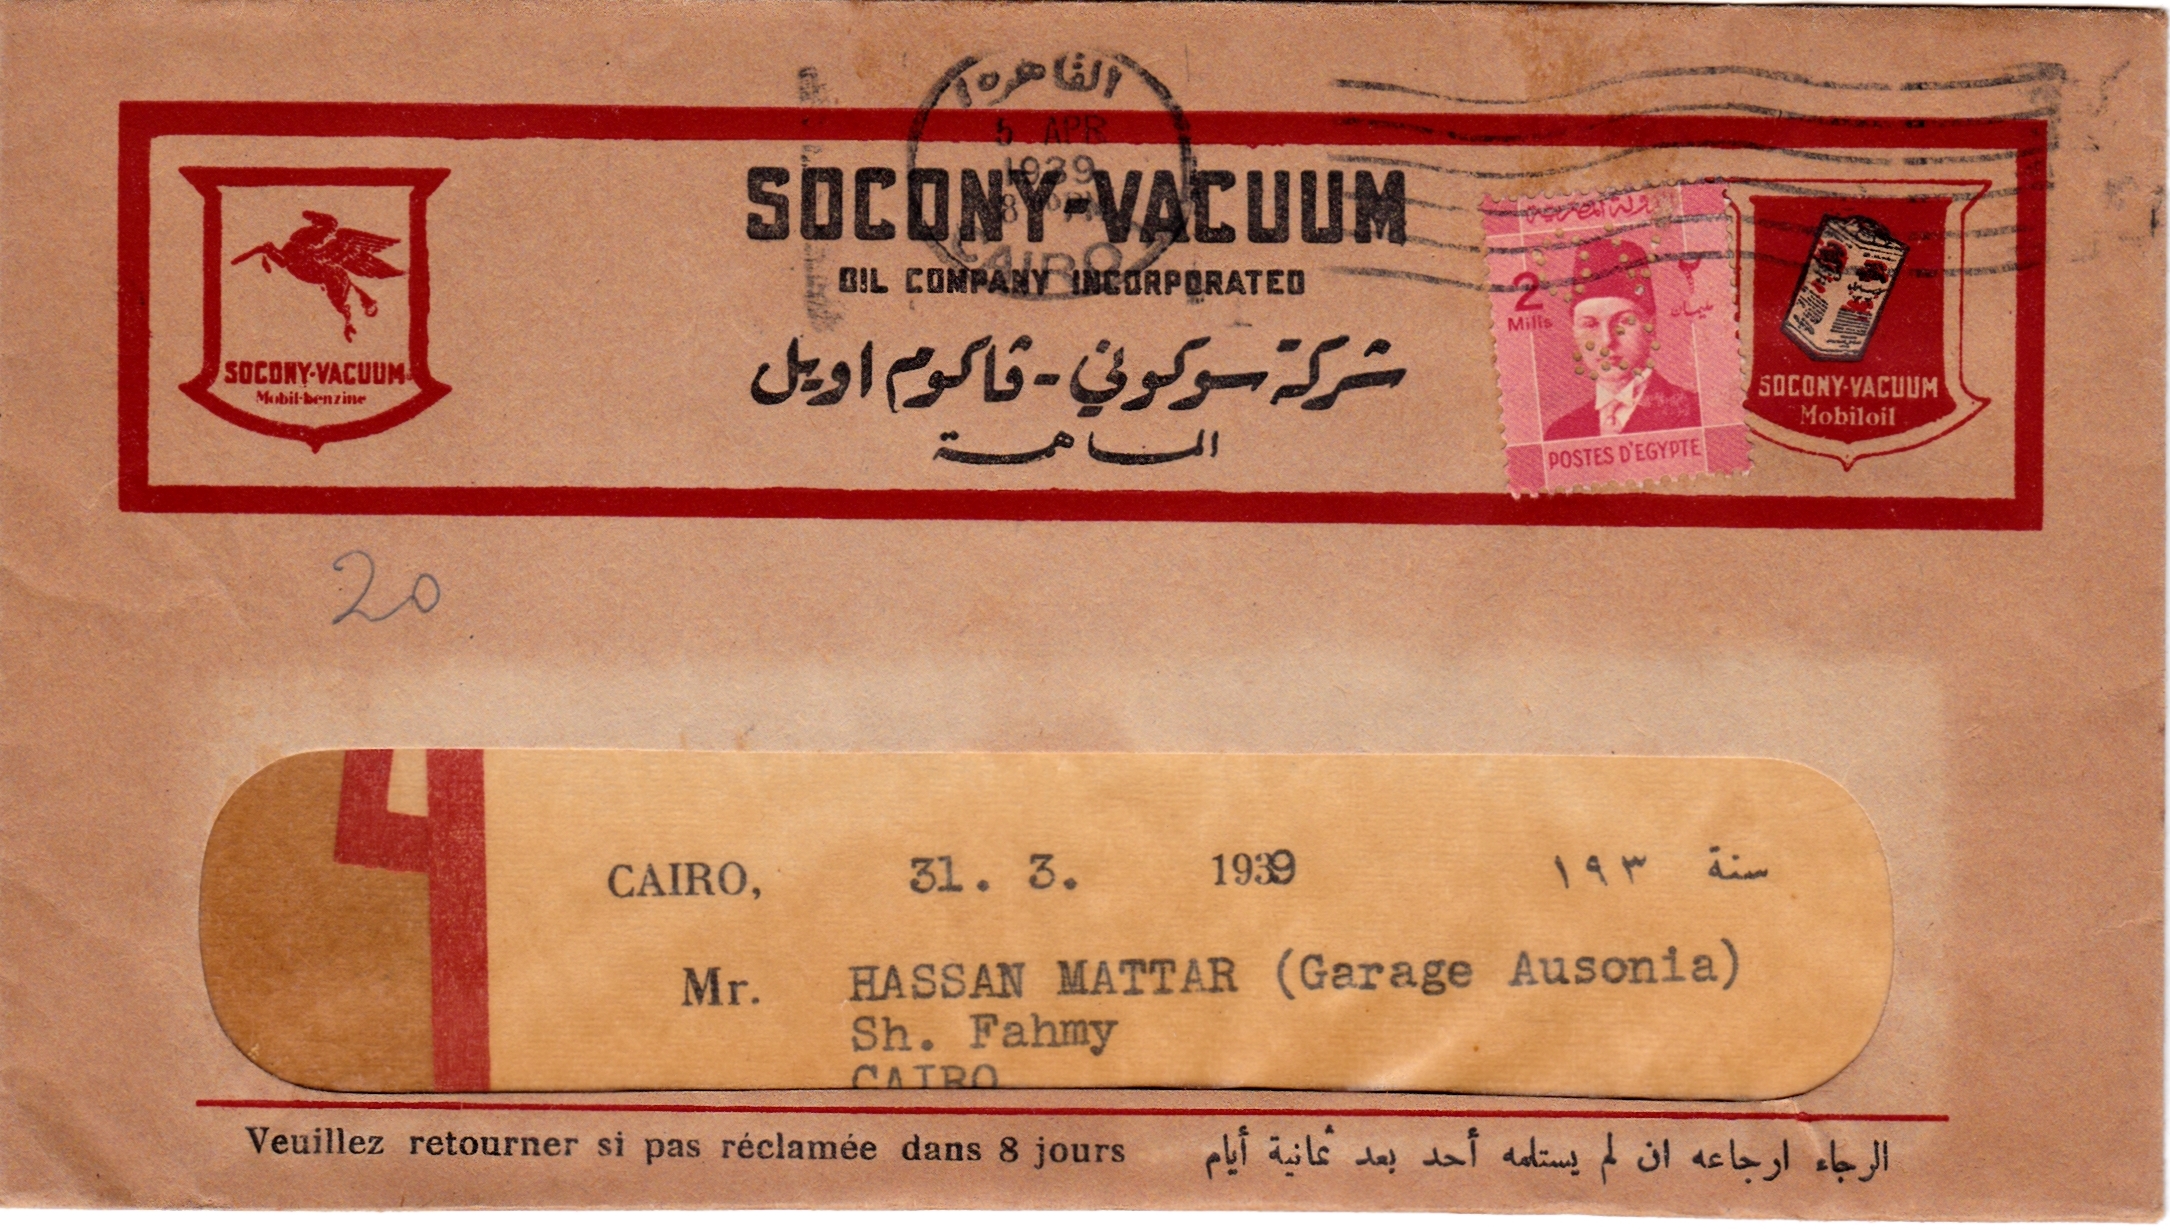 القاهرة
5 APR
1939
CAIRO
SOCONY-VACUUM
OIL COMPANY INCORPORATED
شركة سوكوني - ڤاكوم اويل
المساهمة
SOCONY-VACUUM
Mobil-benzine
2
Mills
٢
مليمان
POSTES D'EGYPTE
SOCONY-VACUUM
Mobiloil
20
CAIRO, 31. 3. 1939 سنة ١٩٣
Mr. HASSAN MATTAR (Garage Ausonia)
Sh. Fahmy
CAIRO
Veuillez retourner si pas réclamée dans 8 jours
الرجاء ارجاعه ان لم يستلمه أحد بعد ثمانية أيام